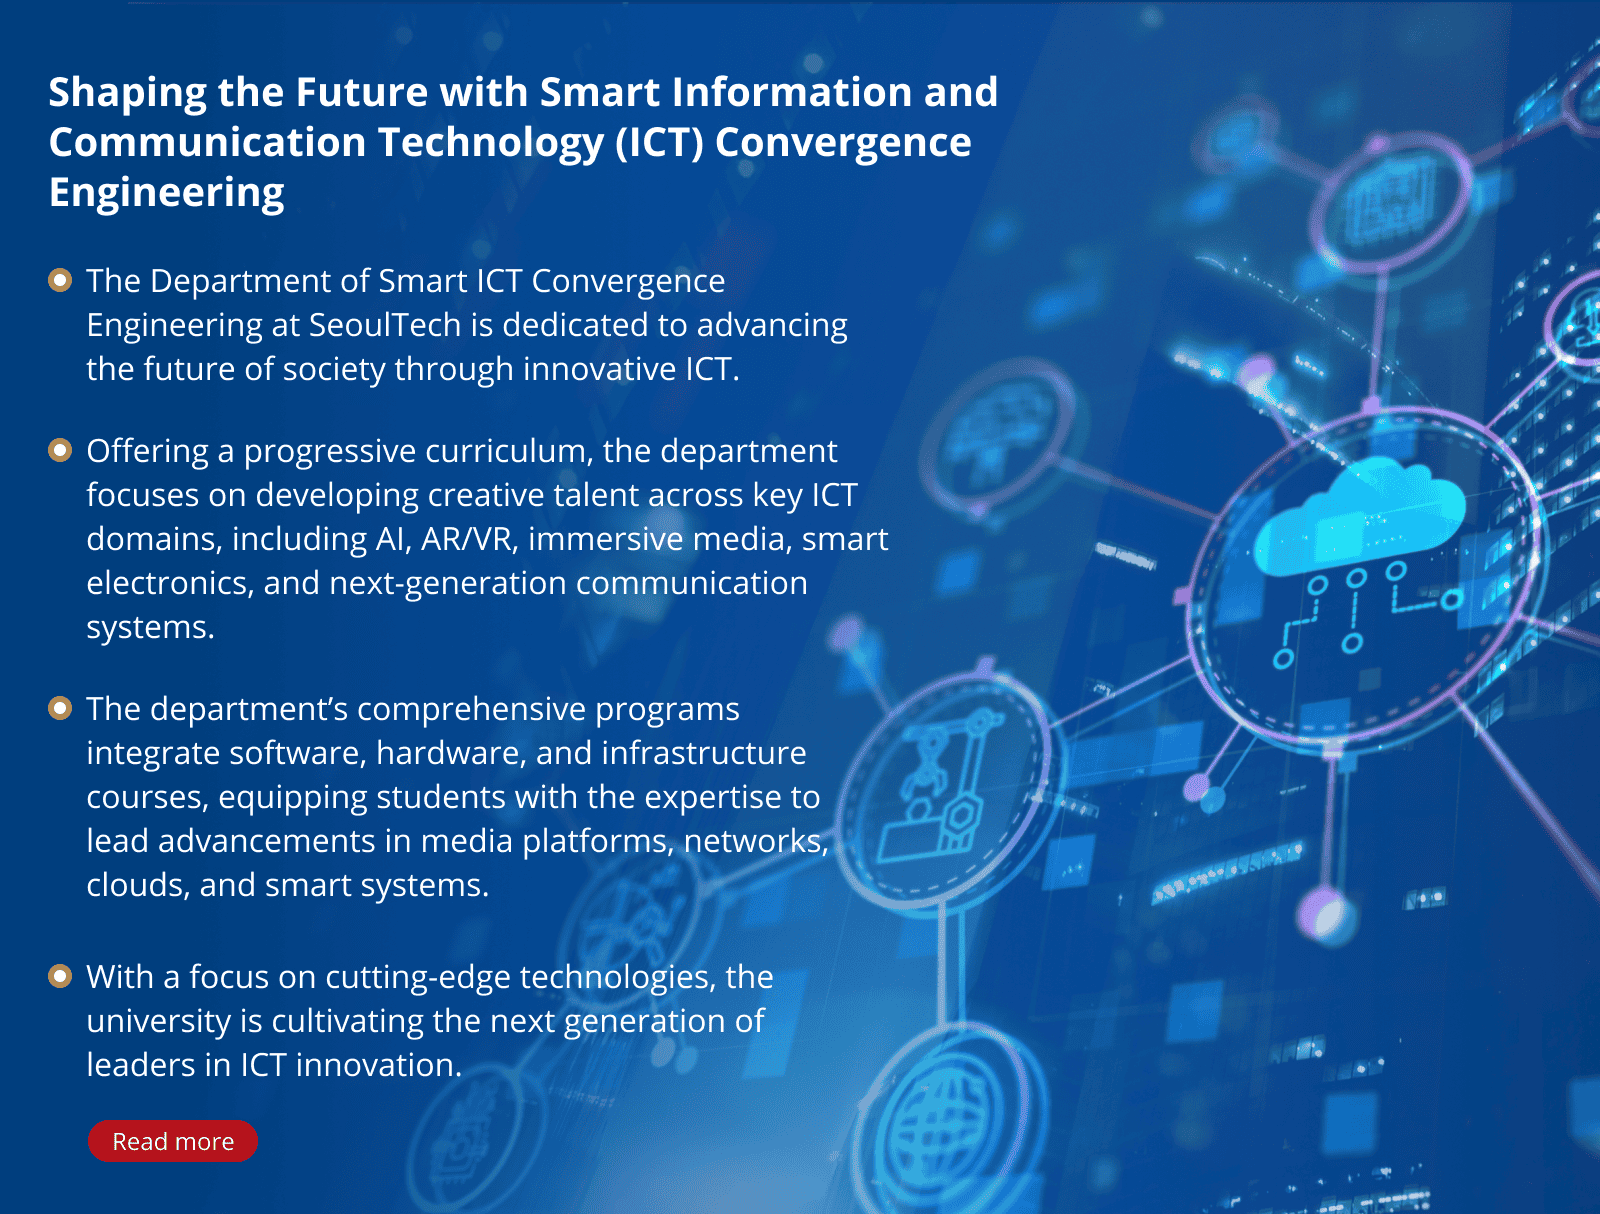 Shaping the Future with Smart Information and
Communication Technology (ICT) Convergence
Engineering
The Department of Smart ICT Convergence
Engineering at SeoulTech is dedicated to advancing
the future of society through innovative ICT.
Offering a progressive curriculum, the department
focuses on developing creative talent across key ICT
domains, including AI, AR/VR, immersive media, smart
electronics, and next-generation communication
systems.
The department’s comprehensive programs
integrate software, hardware, and infrastructure
courses, equipping students with the expertise to
lead advancements in media platforms, networks,
clouds, and smart systems.
With a focus on cutting-edge technologies, the
university is cultivating the next generation of
leaders in ICT innovation.
Read more